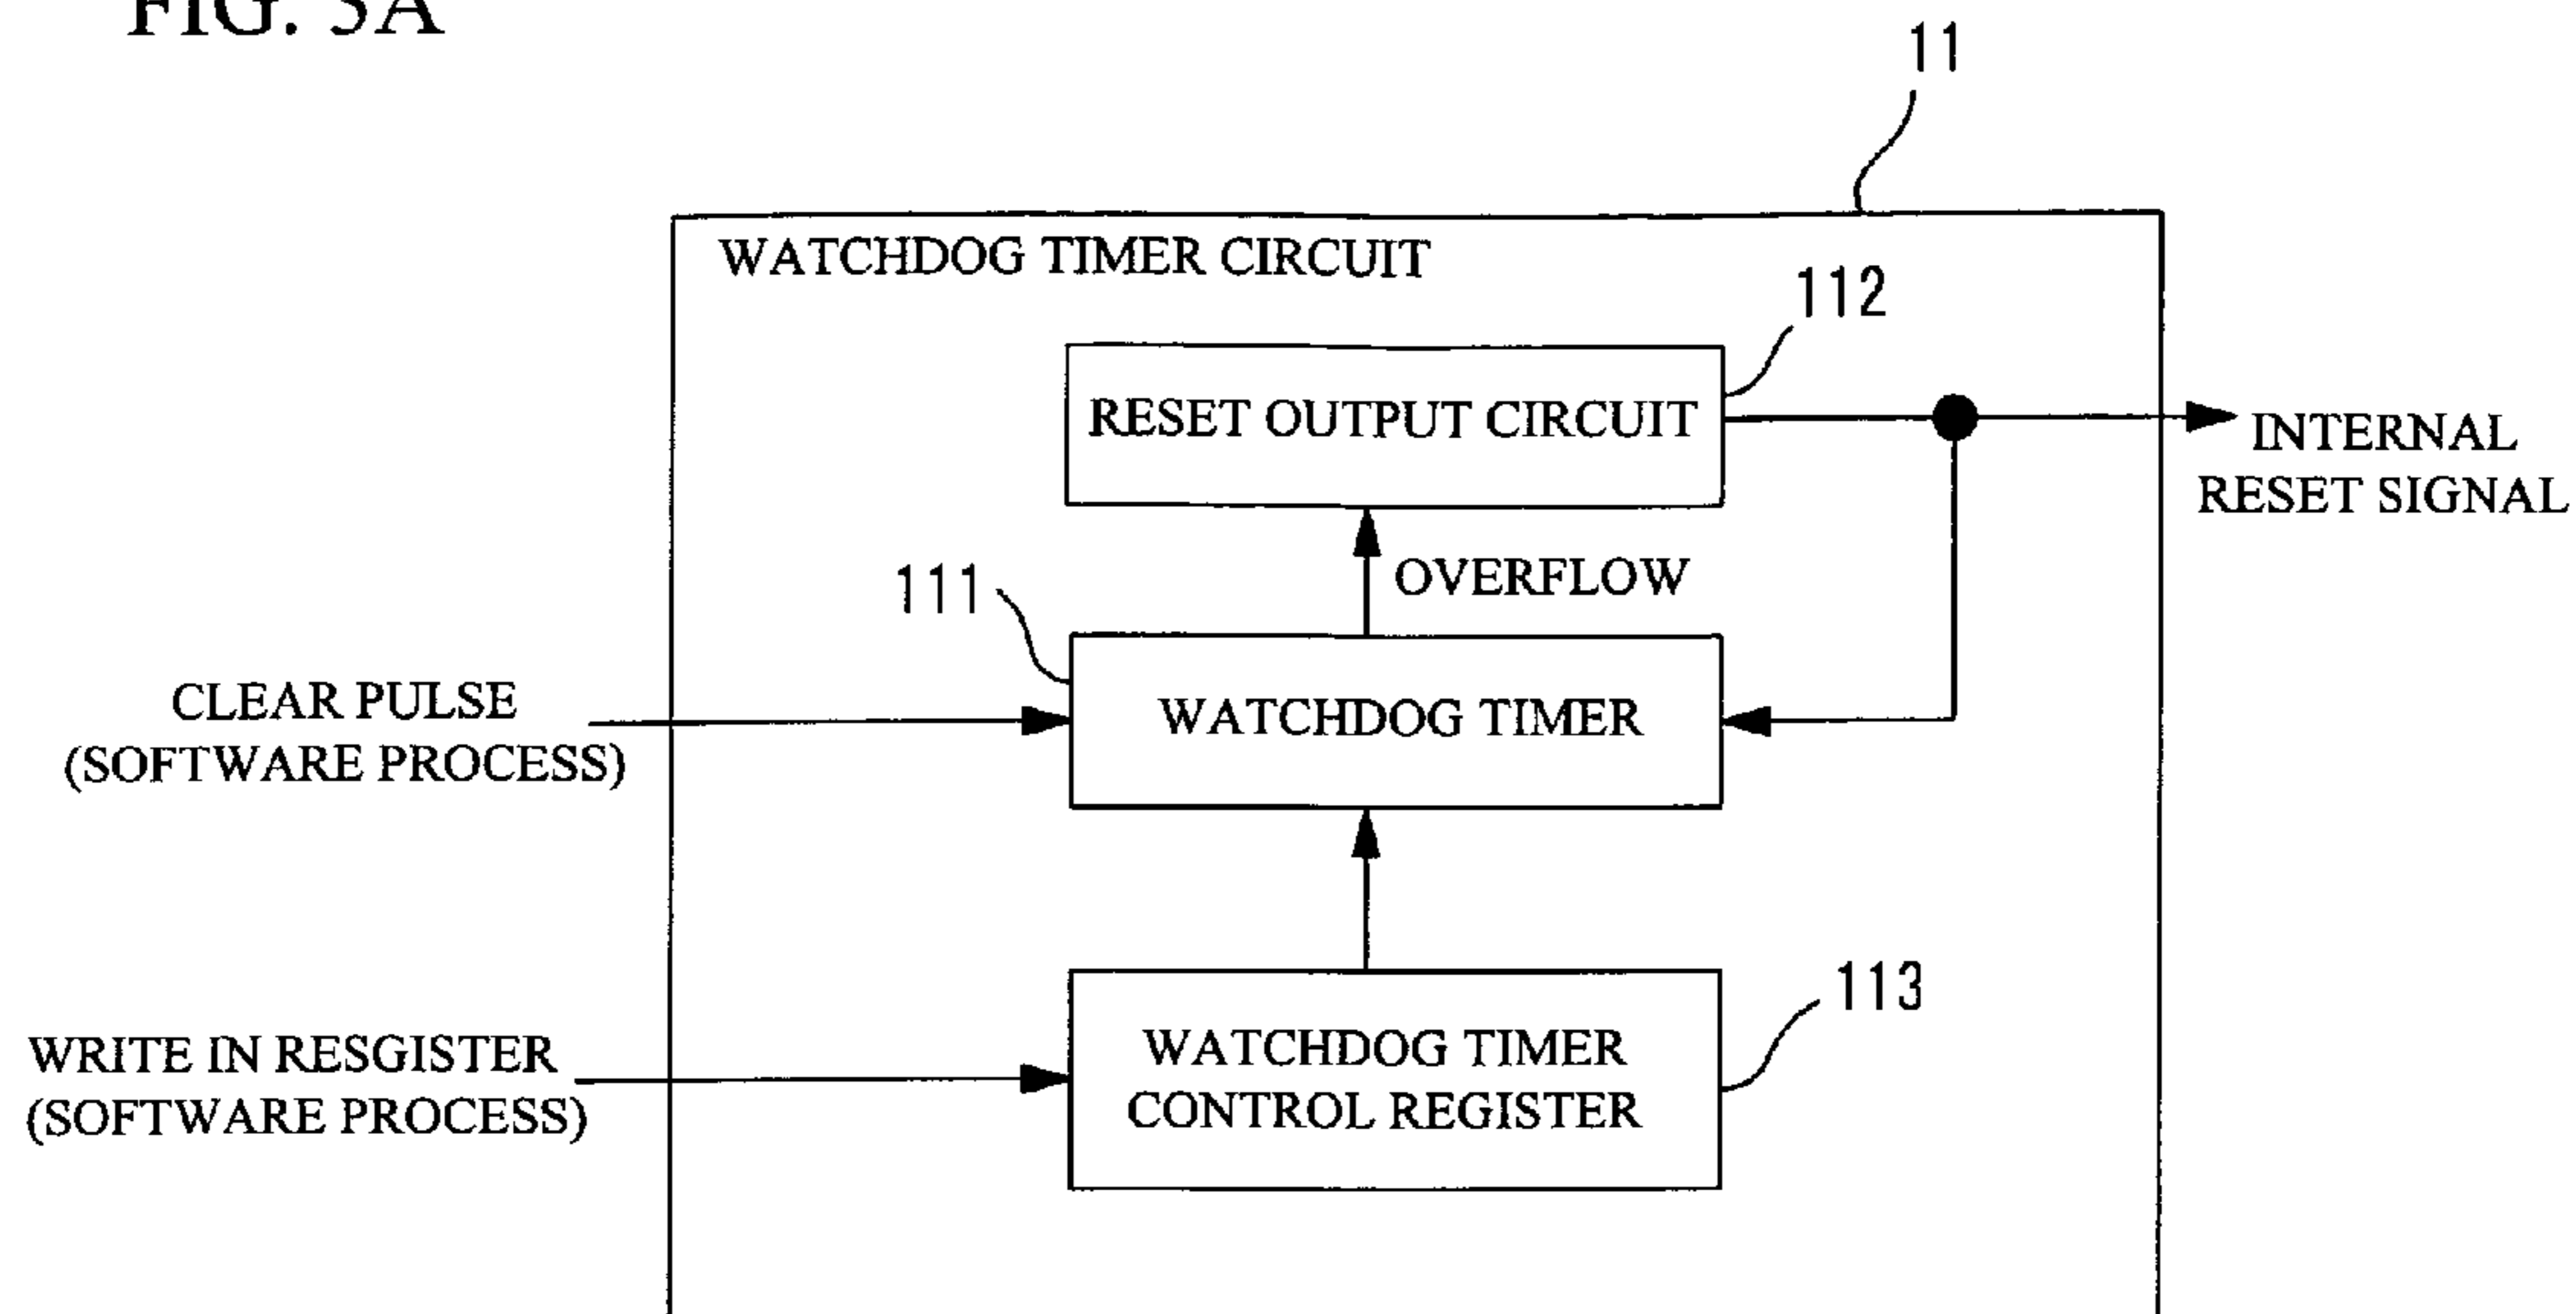 FIG. 5A
11
WATCHDOG TIMER CIRCUIT
112
RESET OUTPUT CIRCUIT
INTERNAL
RESET SIGNAL
OVERFLOW
111
CLEAR PULSE
(SOFTWARE PROCESS)
WATCHDOG TIMER
113
WRITE IN RESGISTER
(SOFTWARE PROCESS)
WATCHDOG TIMER
CONTROL REGISTER